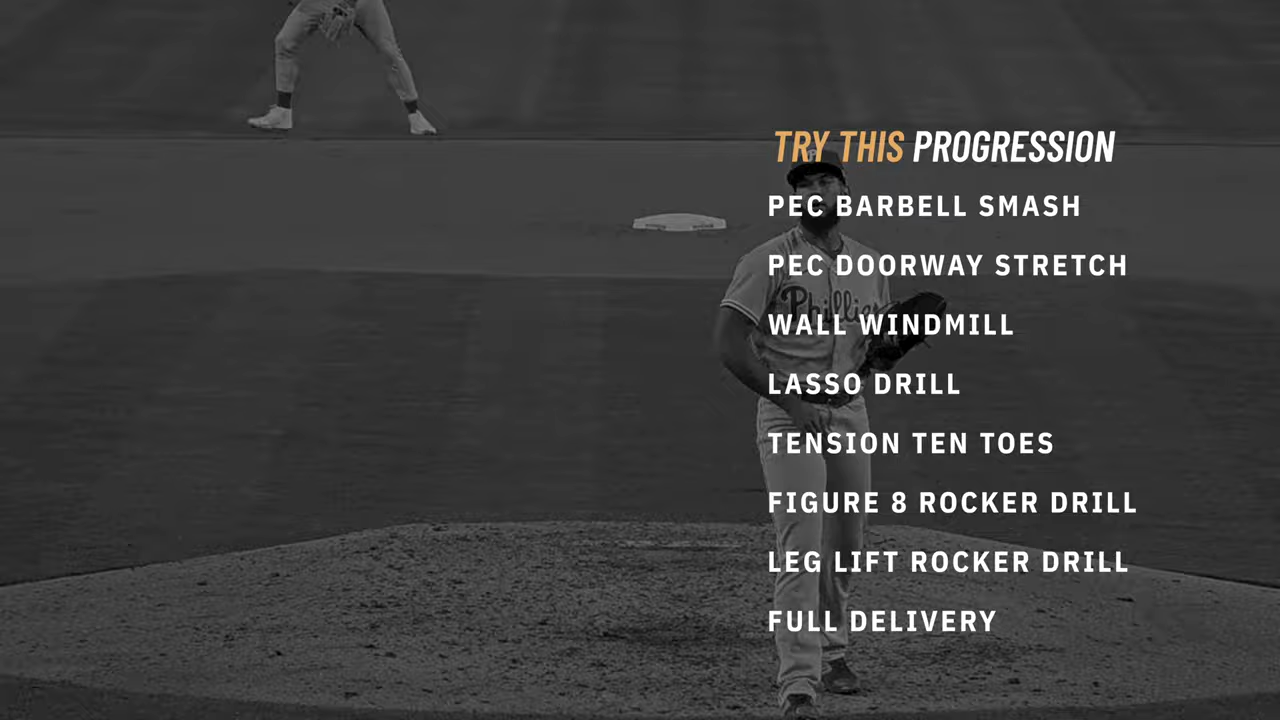 TRY THIS PROGRESSION
PEC BARBELL SMASH
PEC DOORWAY STRETCH
Phillies
WALL WINDMILL
LASSO DRILL
TENSION TEN TOES
FIGURE 8 ROCKER DRILL
LEG LIFT ROCKER DRILL
FULL DELIVERY